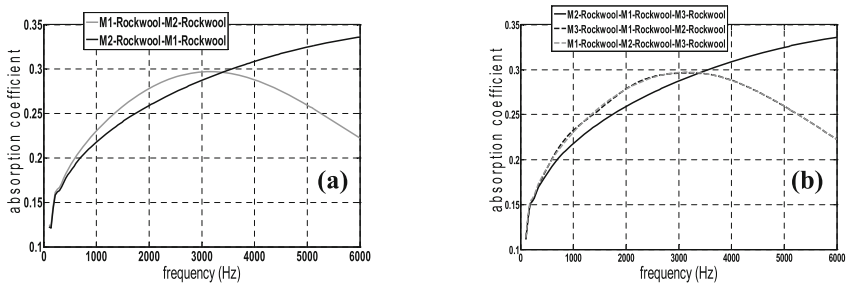 M1-Rockwool-M2-Rockwool
M2-Rockwool-M1-Rockwool
0.35
0.3
0.25
0.2
0.15
0.1
absorption coefficient
(a)
0
1000
2000
3000
4000
5000
6000
frequency (Hz)
M2-Rockwool-M1-Rockwool-M3-Rockwool
M3-Rockwool-M1-Rockwool-M2-Rockwool
M1-Rockwool-M2-Rockwool-M3-Rockwool
0.35
0.3
0.25
0.2
0.15
0.1
absorption coefficient
(b)
0
1000
2000
3000
4000
5000
6000
frequency (Hz)